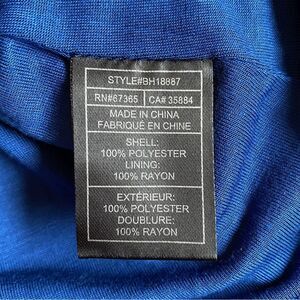 STYLE#BH18887
RN#67365 CA# 35884
MADE IN CHINA
FABRIQUÉ EN CHINE
SHELL:
100% POLYESTER
LINING:
100% RAYON
EXTÉRIEUR:
100% POLYESTER
DOUBLURE:
100% RAYON